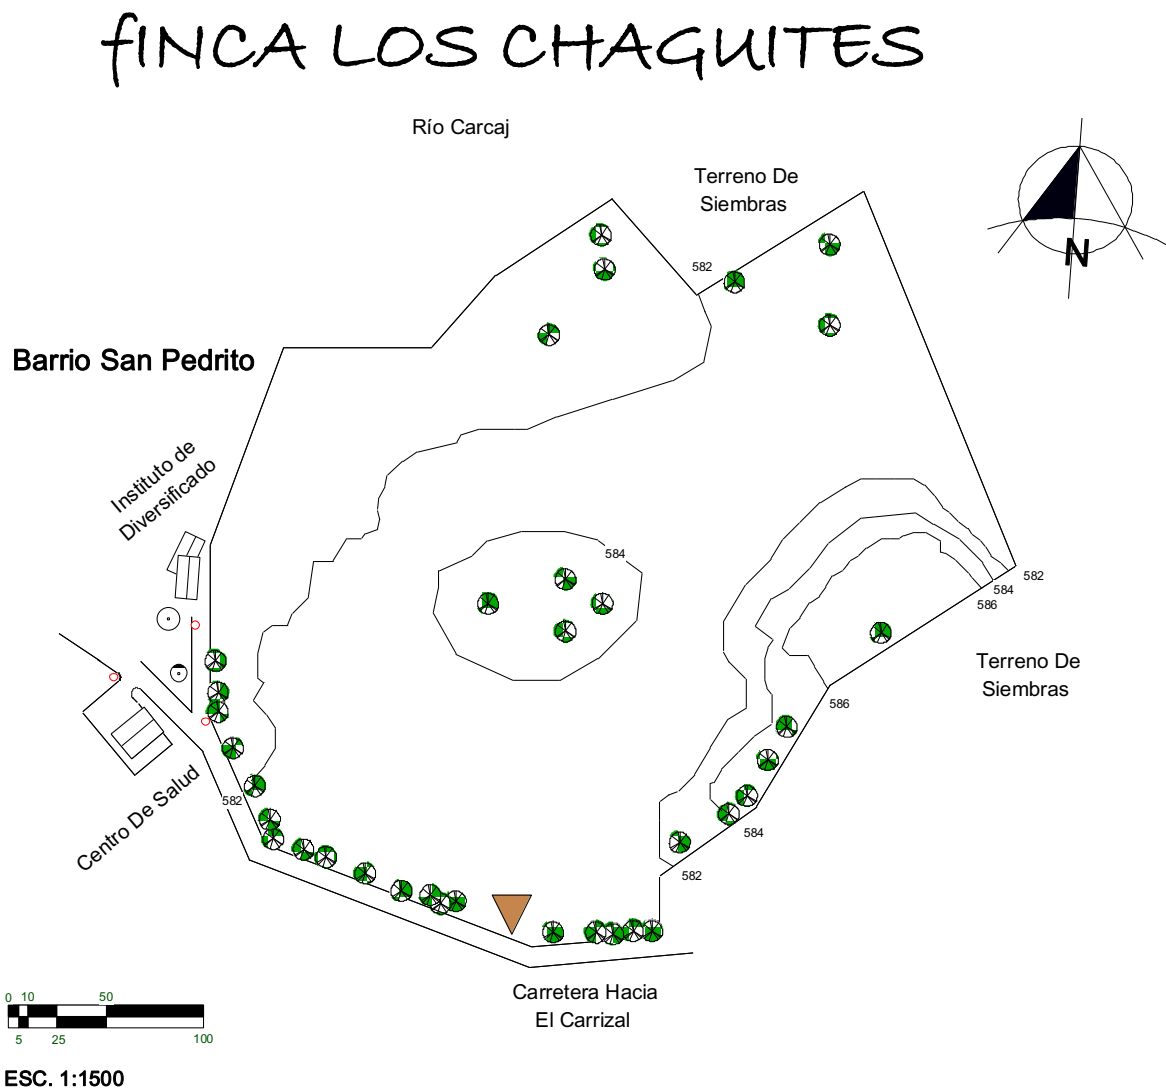 fINCA LOS CHAGUITES
Río Carcaj
Terreno De
Siembras
N
582
Barrio San Pedrito
Instituto de
Diversificado
584
582
584
586
Terreno De
Siembras
586
Centro De Salud
582
584
582
Carretera Hacia
El Carrizal
0 10 50
5 25 100
ESC. 1:1500